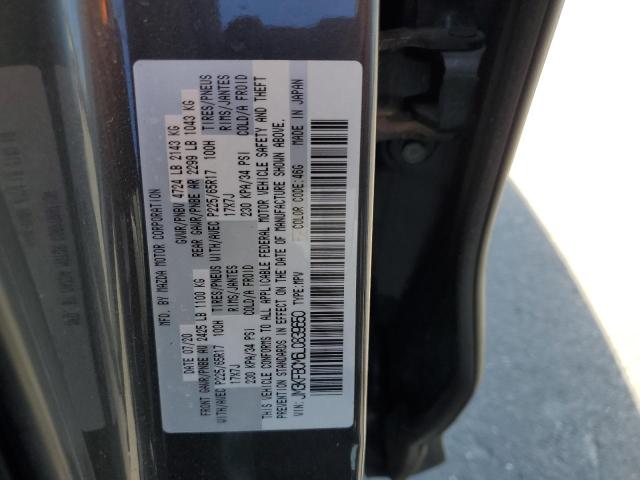 MFD. BY MAZDA MOTOR CORPORATION
07/20 GVWR/PNBV 4724 LB 2143 KG
FRONT GAWR/PNBE AV 2425 LB 1100 KG REAR GAWR/PNBE AR 2299 LB 1043 KG
WITH/AVEC P225/65R17 100H TIRES/PNEUS WITH/AVEC P225/65R17 100H TIRES/PNEUS
17X7J RIMS/JANTES 17X7J RIMS/JANTES
230 KPA/34 PSI COLD/A FROID 230 KPA/34 PSI COLD/A FROID
THIS VEHICLE CONFORMS TO ALL APPLICABLE FEDERAL MOTOR VEHICLE SAFETY AND THEFT
PREVENTION STANDARDS IN EFFECT ON THE DATE OF MANUFACTURE SHOWN ABOVE.
VIN: JM3KFBCM6L0839650 TYPE:MPV COLOR CODE:46G MADE IN JAPAN